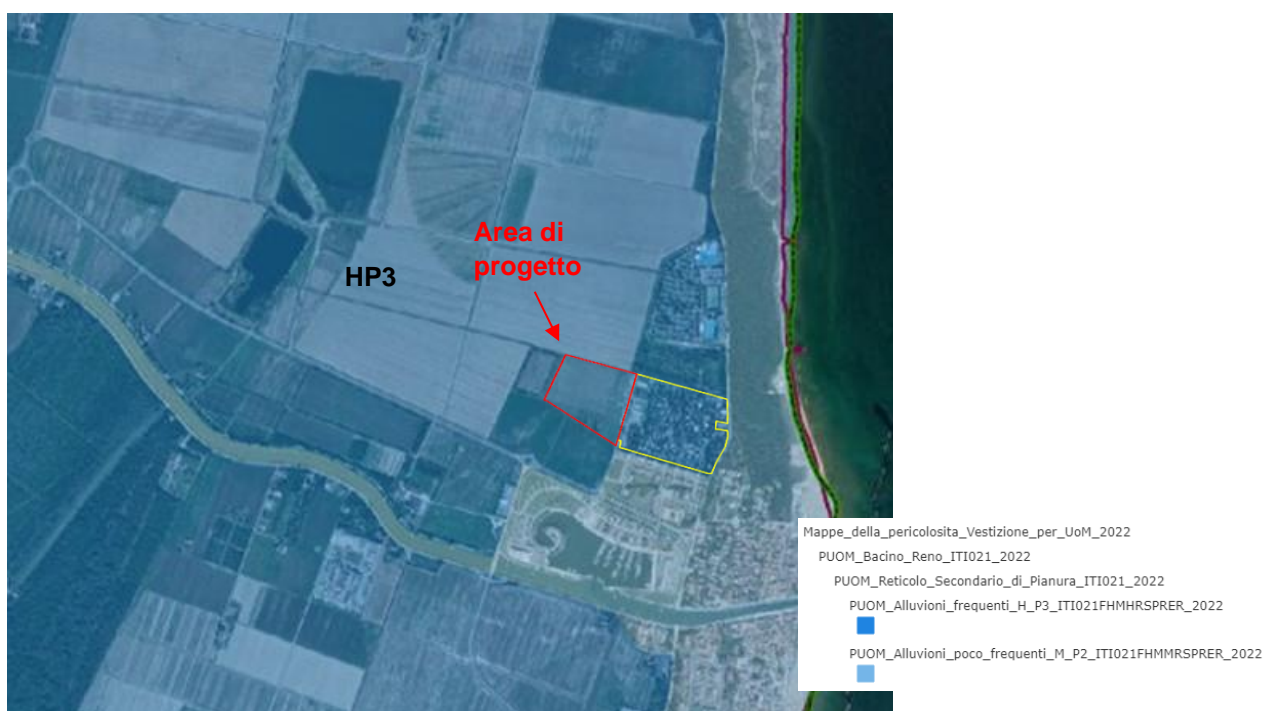 Area di
progetto
HP3
Mappe_della_pericolosita_Vestizione_per_UoM_2022
PUOM_Bacino_Reno_ITI021_2022
PUOM_Reticolo_Secondario_di_Pianura_ITI021_2022
PUOM_Alluvioni_frequenti_H_P3_ITI021FHMHRSPRER_2022
PUOM_Alluvioni_poco_frequenti_M_P2_ITI021FHMMRSPRER_2022